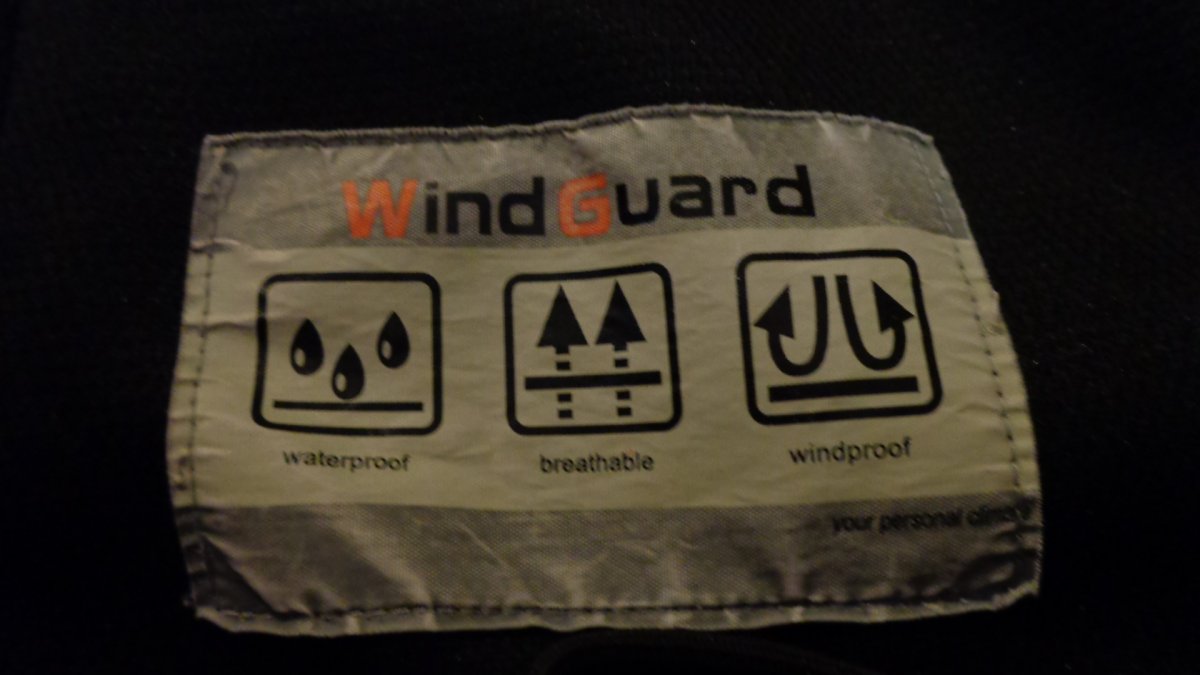 WindGuard
waterproof
breathable
windproof
your personal